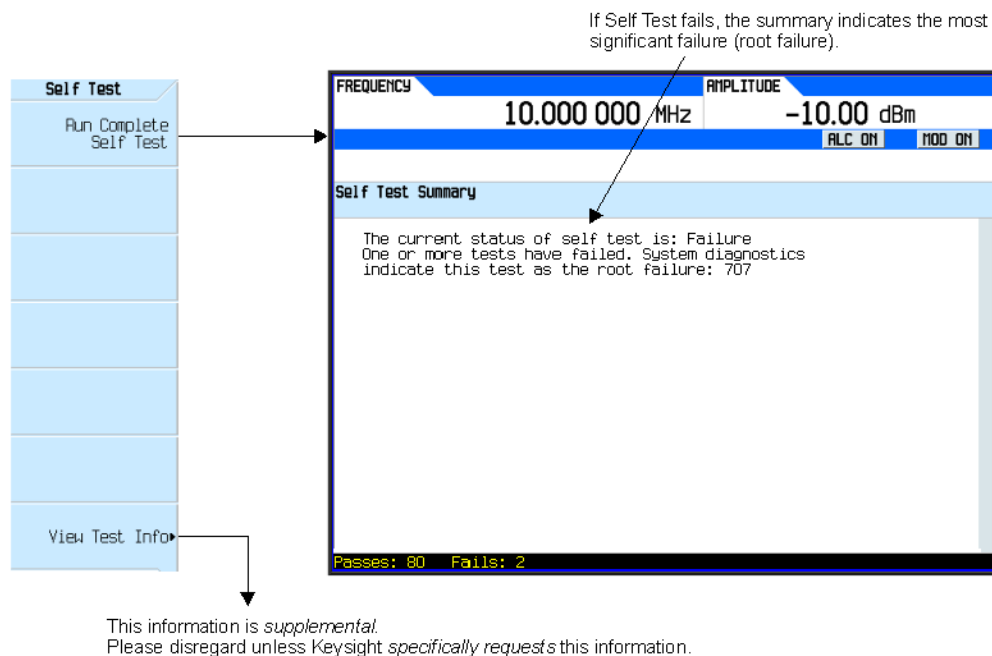 If Self Test fails, the summary indicates the most
significant failure (root failure).
Self Test
Run Complete
Self Test
View Test Info
FREQUENCY
AMPLITUDE
10.000 000 MHz
-10.00 dBm
ALC ON
MOD ON
Self Test Summary
The current status of self test is: Failure
One or more tests have failed. System diagnostics
indicate this test as the root failure: 707
Passes: 80 Fails: 2
This information is supplemental.
Please disregard unless Keysight specifically requests this information.